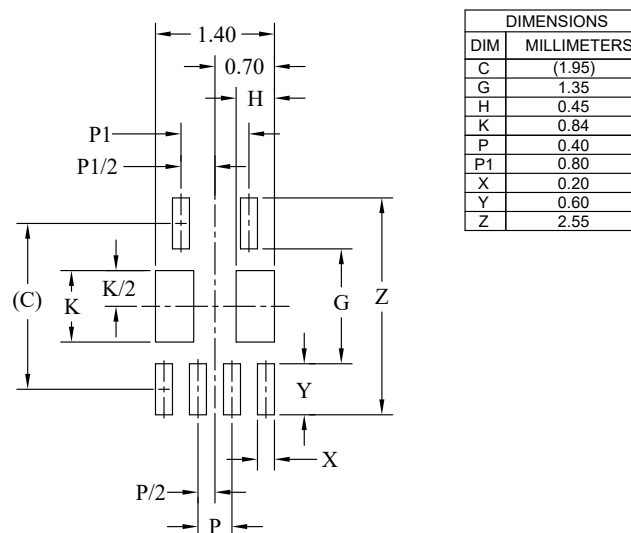 1.40
0.70
H
P1
P1/2
K/2
(C)
K
G
Z
Y
X
P/2
P
DIMENSIONS
DIM MILLIMETERS
C (1.95)
G 1.35
H 0.45
K 0.84
P 0.40
P1 0.80
X 0.20
Y 0.60
Z 2.55